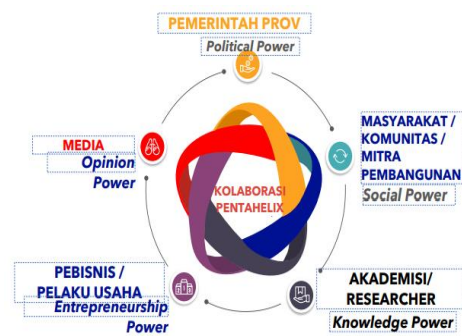 PEMERINTAH PROV
Political Power
MEDIA
Opinion
Power
MASYARAKAT /
KOMUNITAS /
MITRA
PEMBANGUNAN
Social Power
KOLABORASI
PENTAHELIX
PEBISNIS /
PELAKU USAHA
Entrepreneurship
Power
AKADEMISI/
RESEARCHER
Knowledge Power